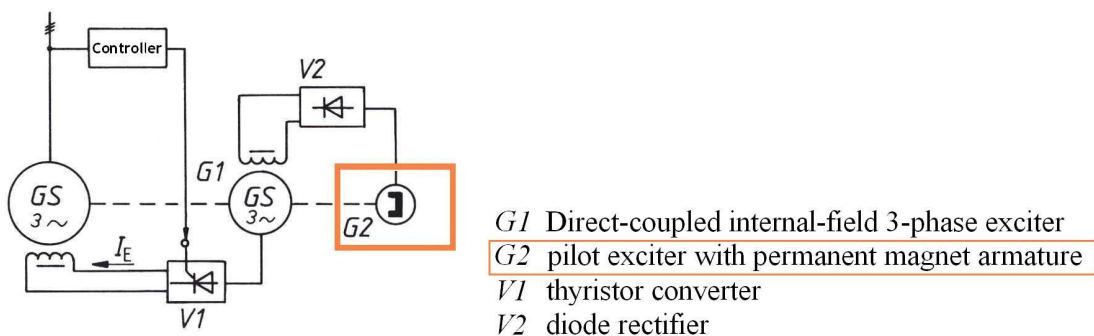 Controller
V2
G1
GS
3~
GS
3~
G2
I_E
V1
G1 Direct-coupled internal-field 3-phase exciter
G2 pilot exciter with permanent magnet armature
V1 thyristor converter
V2 diode rectifier